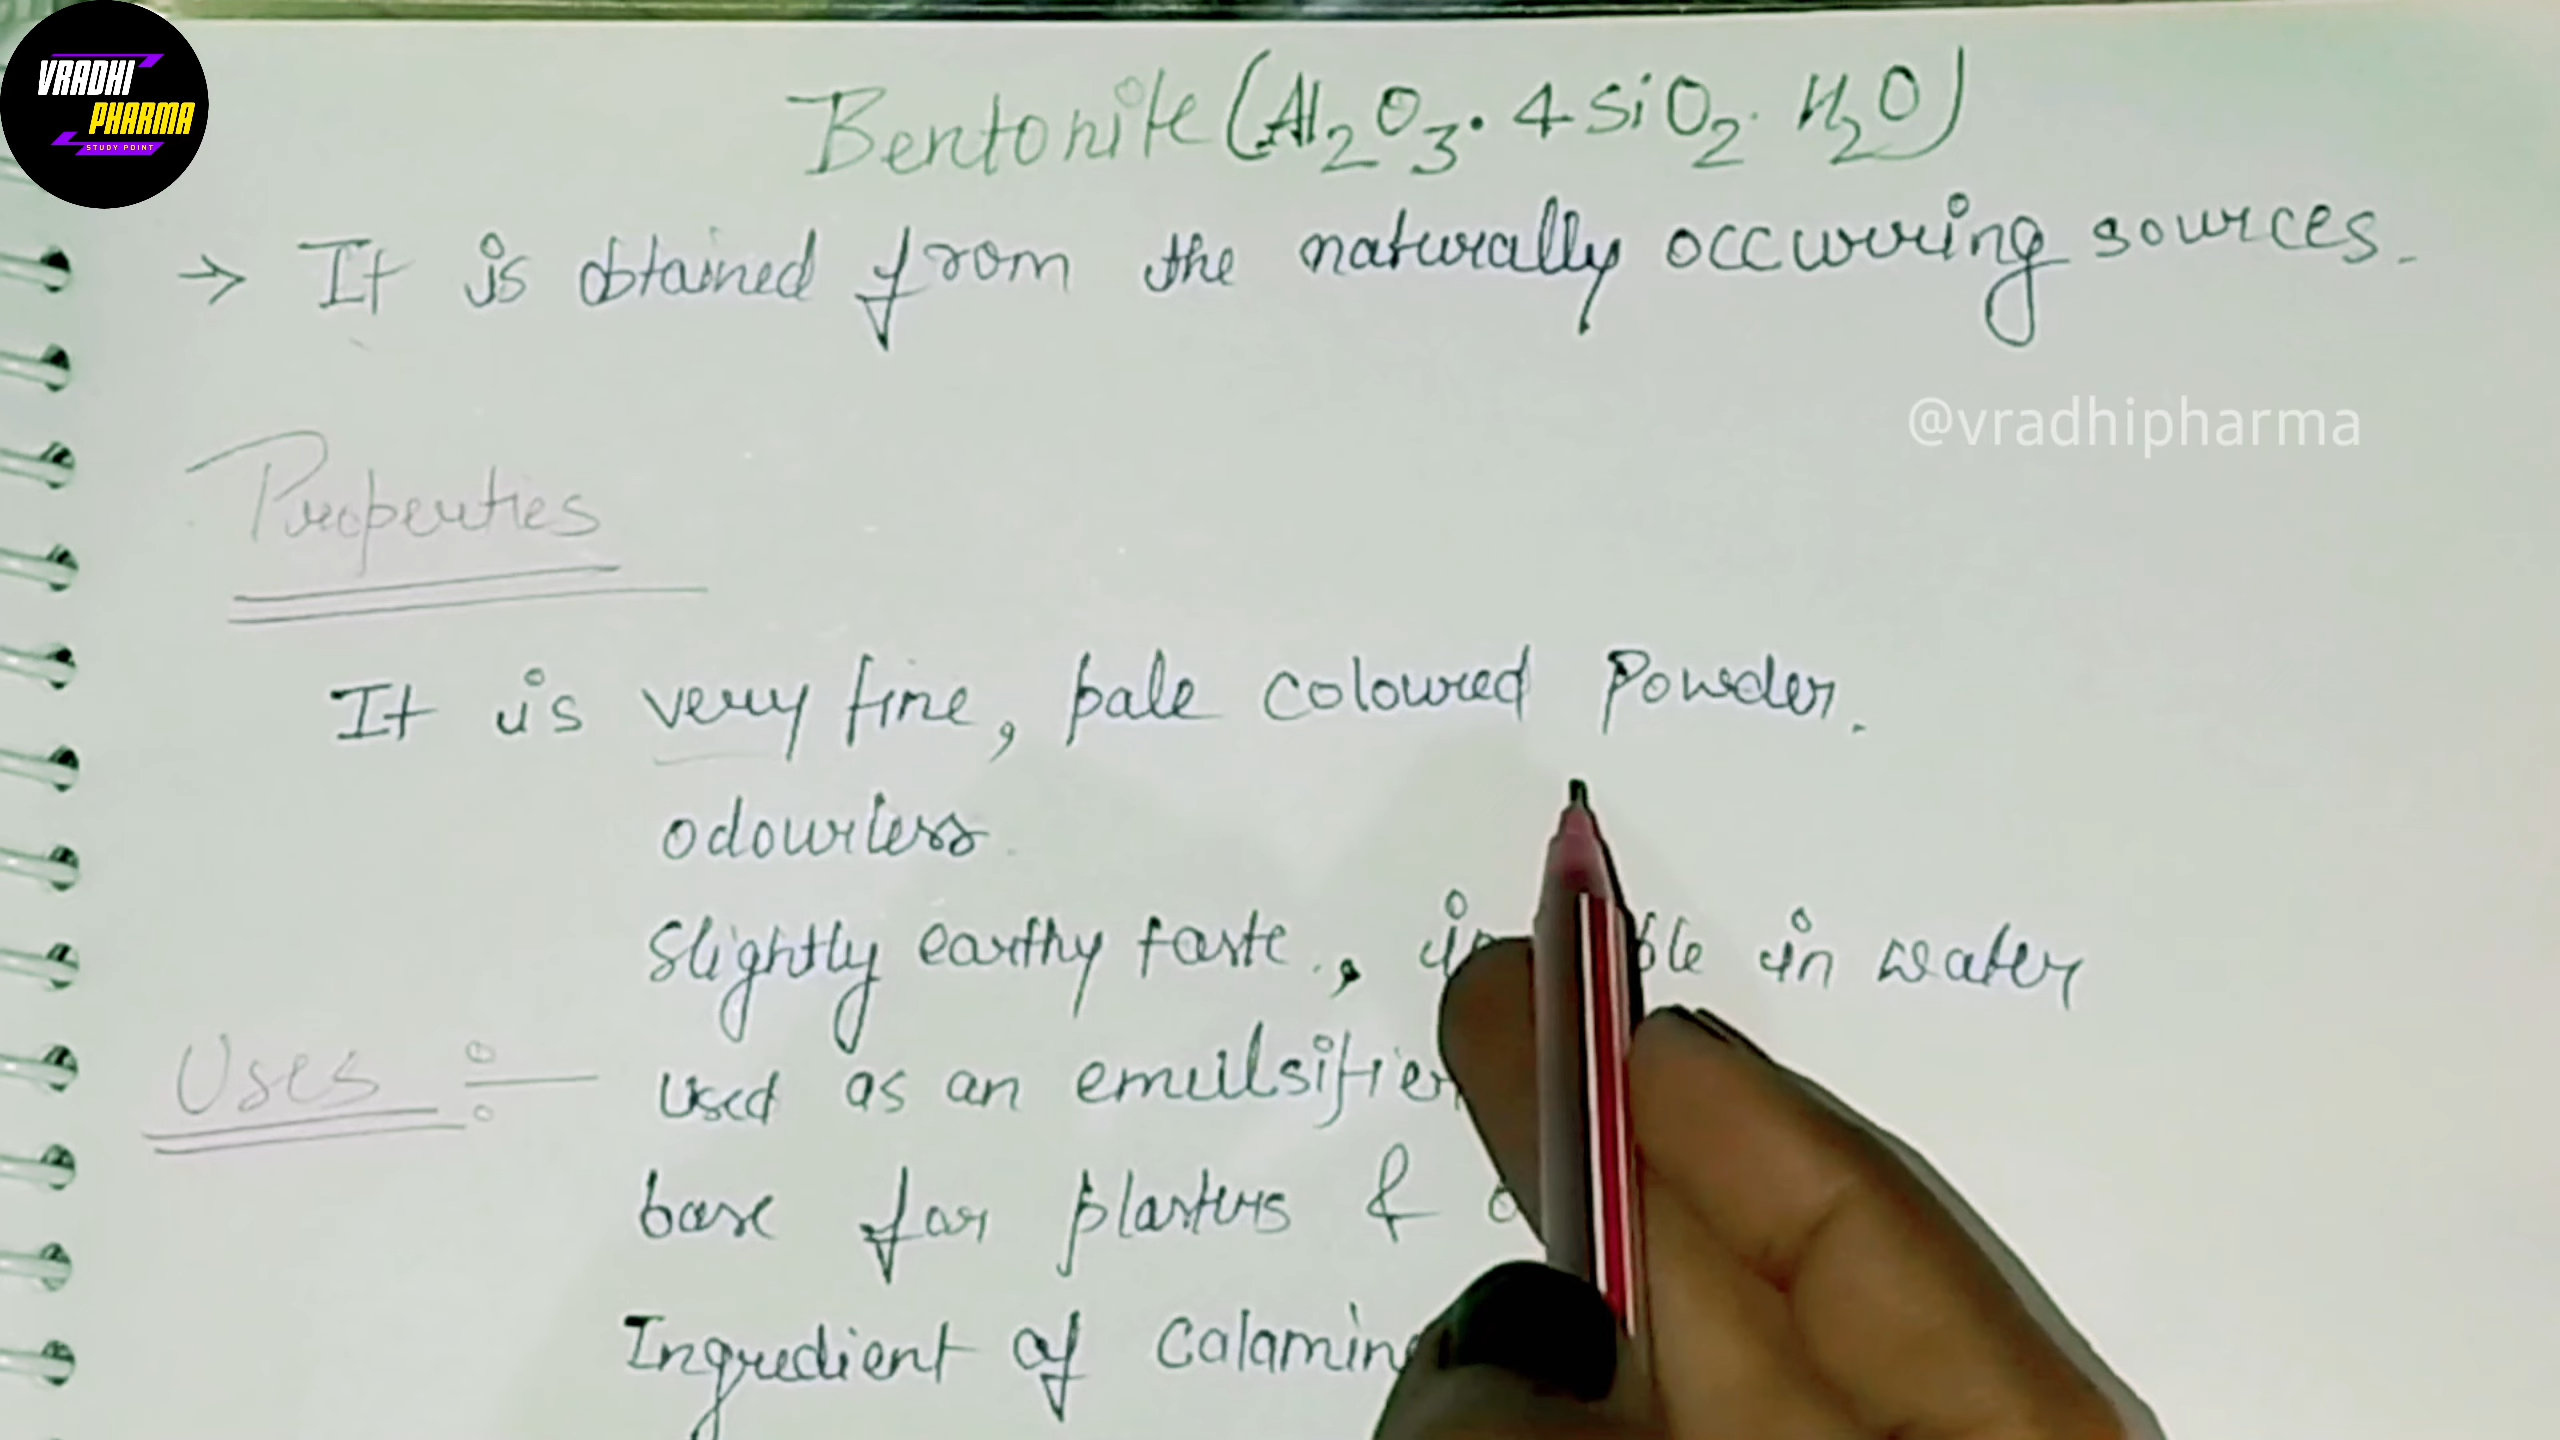 VRADHI
PHARMA
STUDY POINT
Bentonite (Al2O3. 4SiO2. H2O)
→ It is obtained from the naturally occurring sources.
@vradhipharma
Properties
It is very fine, pale coloured Powder.
odourless
slightly earthy taste., in water
Uses ÷ used as an emulsifier
base for plasters &
Ingredient of